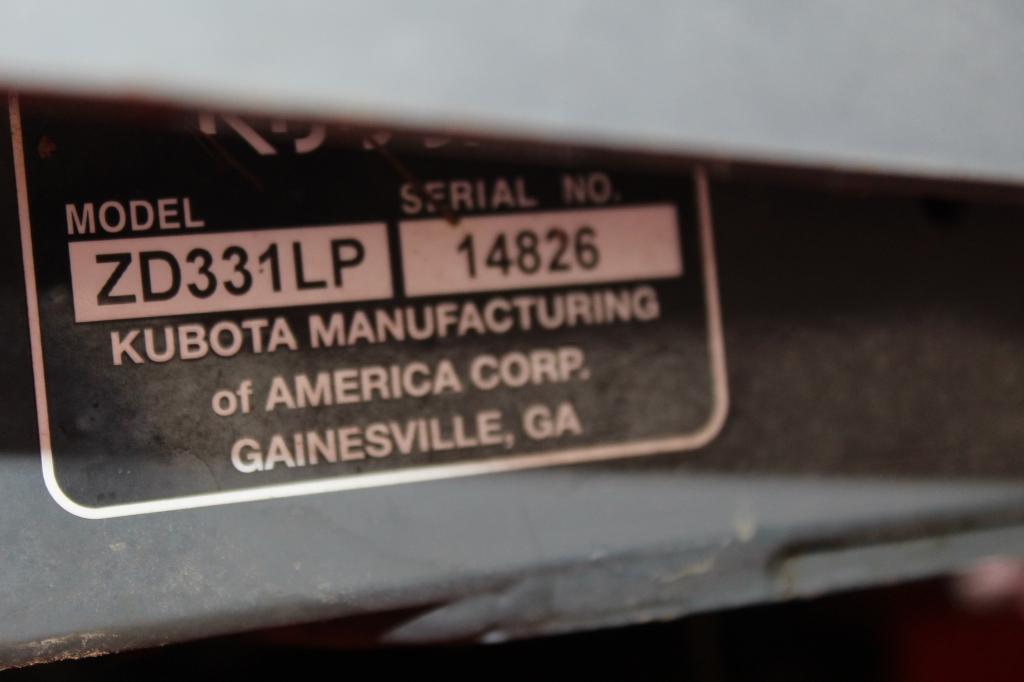 MODEL SERIAL NO.
ZD331LP 14826
KUBOTA MANUFACTURING
of AMERICA CORP.
GAiNESVILLE, GA